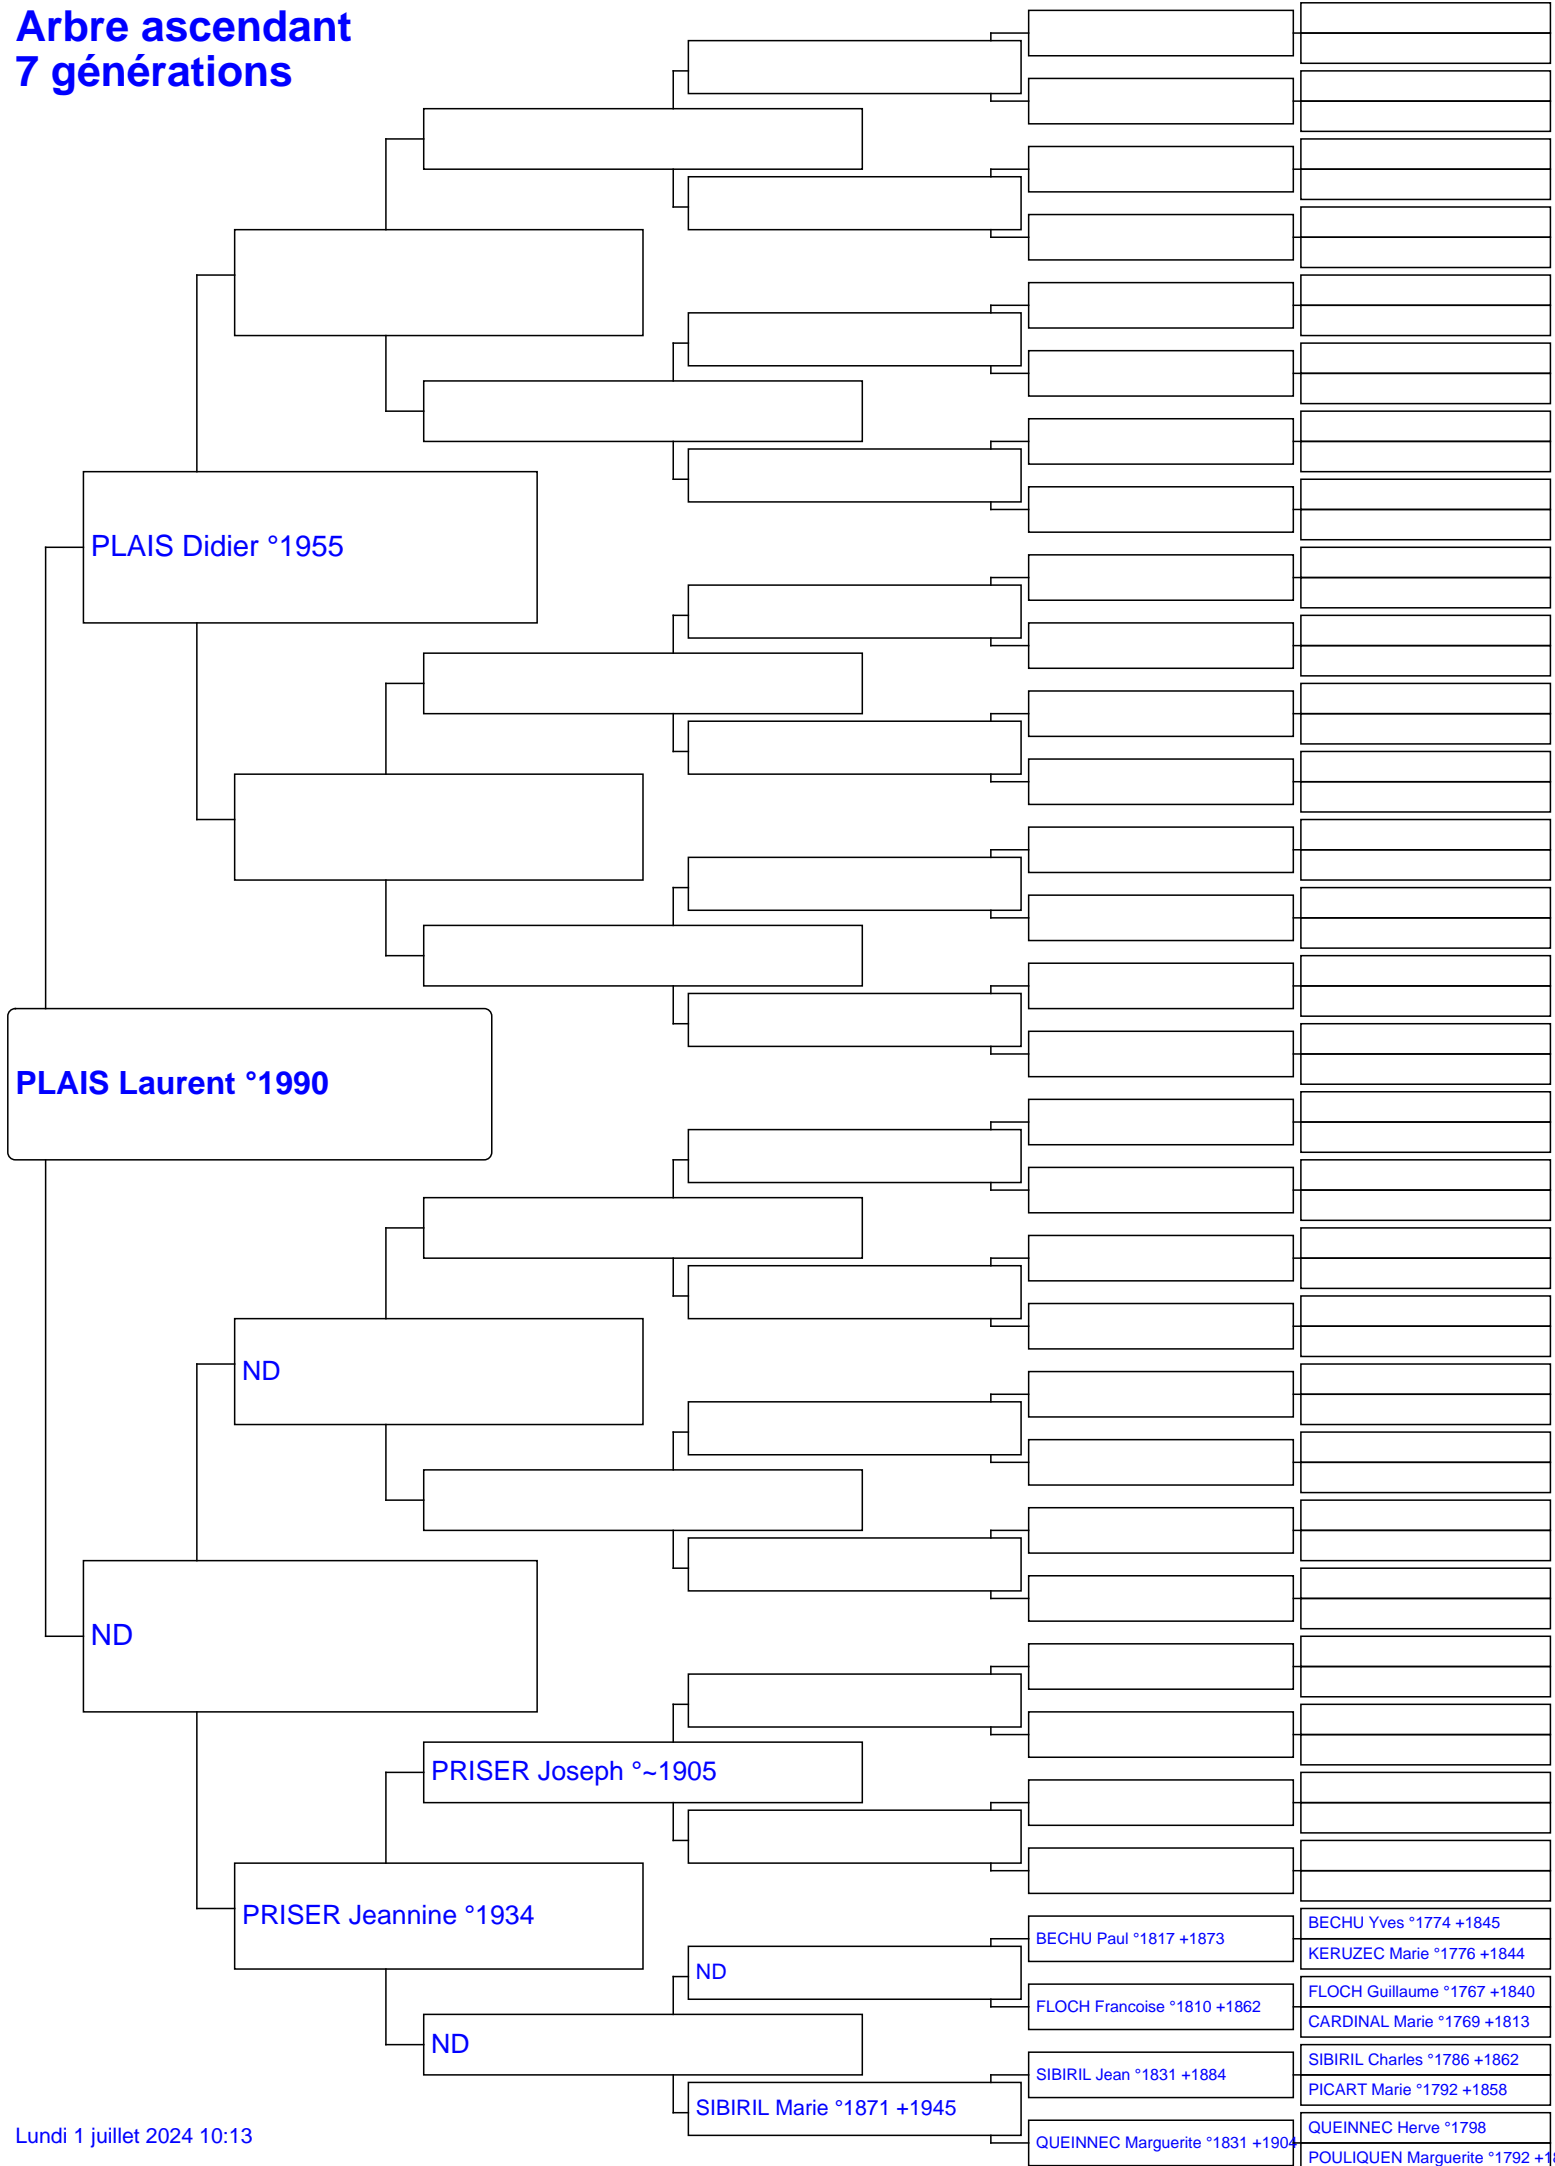 Arbre ascendant
7 générations
PLAIS Didier °1955
PLAIS Laurent °1990
ND
ND
PRISER Joseph °~1905
PRISER Jeannine °1934
BECHU Yves °1774 +1845
BECHU Paul °1817 +1873
KERUZEC Marie °1776 +1844
ND
FLOCH Guillaume °1767 +1840
FLOCH Francoise °1810 +1862
CARDINAL Marie °1769 +1813
ND
SIBIRIL Charles °1786 +1862
SIBIRIL Jean °1831 +1884
PICART Marie °1792 +1858
SIBIRIL Marie °1871 +1945
QUEINNEC Herve °1798
QUEINNEC Marguerite °1831 +1904
POULIQUEN Marguerite °1792
Lundi 1 juillet 2024 10:13